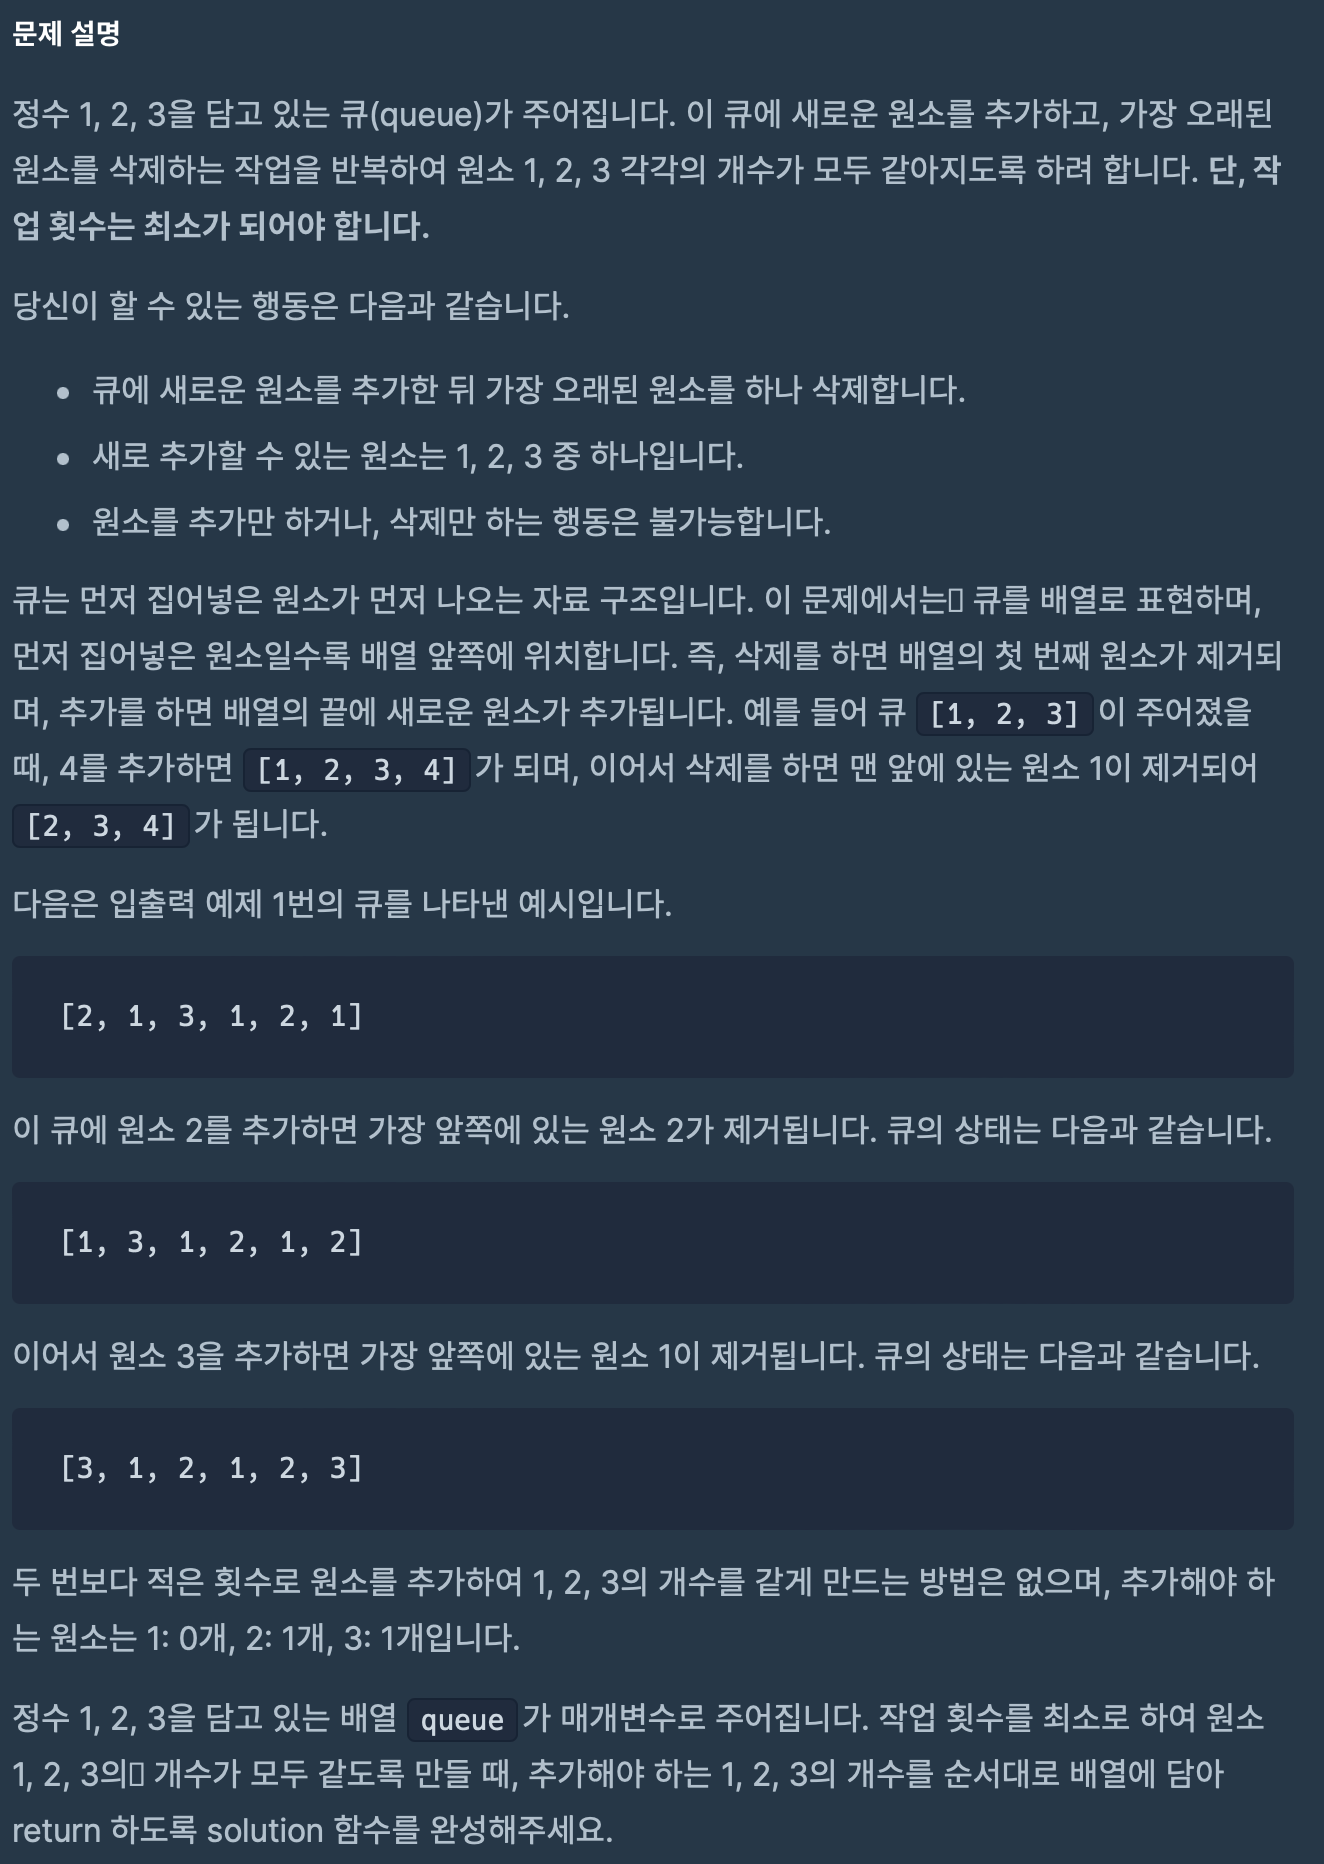 문제 설명
정수 1, 2, 3을 담고 있는 큐(queue)가 주어집니다. 이 큐에 새로운 원소를 추가하고, 가장 오래된
원소를 삭제하는 작업을 반복하여 원소 1, 2, 3 각각의 개수가 모두 같아지도록 하려 합니다. 단, 작
업 횟수는 최소가 되어야 합니다.
당신이 할 수 있는 행동은 다음과 같습니다.
• 큐에 새로운 원소를 추가한 뒤 가장 오래된 원소를 하나 삭제합니다.
• 새로 추가할 수 있는 원소는 1, 2, 3 중 하나입니다.
• 원소를 추가만 하거나, 삭제만 하는 행동은 불가능합니다.
큐는 먼저 집어넣은 원소가 먼저 나오는 자료 구조입니다. 이 문제에서는▯ 큐를 배열로 표현하며,
먼저 집어넣은 원소일수록 배열 앞쪽에 위치합니다. 즉, 삭제를 하면 배열의 첫 번째 원소가 제거되
며, 추가를 하면 배열의 끝에 새로운 원소가 추가됩니다. 예를 들어 큐 [1, 2, 3] 이 주어졌을
때, 4를 추가하면 [1, 2, 3, 4] 가 되며, 이어서 삭제를 하면 맨 앞에 있는 원소 1이 제거되어
[2, 3, 4] 가 됩니다.
다음은 입출력 예제 1번의 큐를 나타낸 예시입니다.
[2, 1, 3, 1, 2, 1]
이 큐에 원소 2를 추가하면 가장 앞쪽에 있는 원소 2가 제거됩니다. 큐의 상태는 다음과 같습니다.
[1, 3, 1, 2, 1, 2]
이어서 원소 3을 추가하면 가장 앞쪽에 있는 원소 1이 제거됩니다. 큐의 상태는 다음과 같습니다.
[3, 1, 2, 1, 2, 3]
두 번보다 적은 횟수로 원소를 추가하여 1, 2, 3의 개수를 같게 만드는 방법은 없으며, 추가해야 하
는 원소는 1: 0개, 2: 1개, 3: 1개입니다.
정수 1, 2, 3을 담고 있는 배열 queue 가 매개변수로 주어집니다. 작업 횟수를 최소로 하여 원소
1, 2, 3의▯ 개수가 모두 같도록 만들 때, 추가해야 하는 1, 2, 3의 개수를 순서대로 배열에 담아
return 하도록 solution 함수를 완성해주세요.